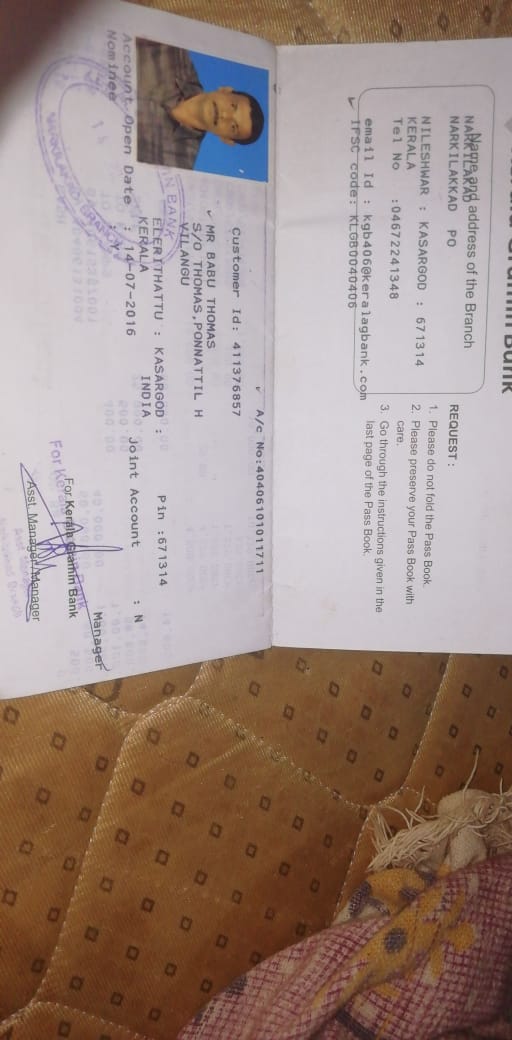 Name and address of the Branch
NARKILAKAD
NARKILAKKAD PO
NILESHWAR : KASARGOD : 671314
KERALA
Tel No :04672241348
email Id : kgb406@keralagbank.com
IFSC code: KLGB0040406
REQUEST :
1. Please do not fold the Pass Book.
2. Please preserve your Pass Book with
care.
3. Go through the instructions given in the
last page of the Pass Book.
A/c No:40406101011711
Customer Id: 411376857
MR BABU THOMAS
S/O THOMAS,PONNATTIL H
VILANGU
ELERITHATTU : KASARGOD : Pin :671314
KERALA INDIA
Account Open Date : 14-07-2016 Joint Account : N
Nominee : Y
Manager
For Kerala Gramin Bank
Asst. Manager/Manager